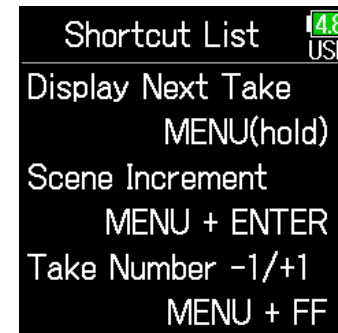 Shortcut List
4.8
Display Next Take
MENU(hold)
Scene Increment
MENU + ENTER
Take Number -1/+1
MENU + FF